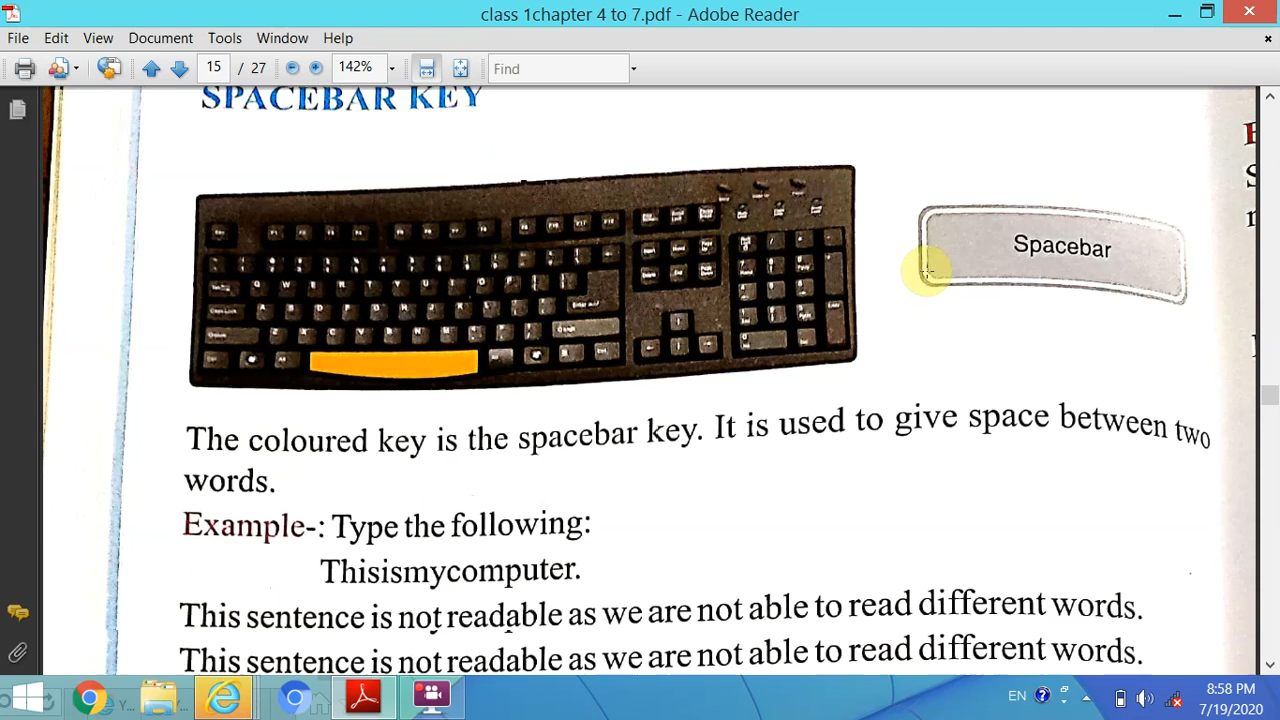 class 1chapter 4 to 7.pdf - Adobe Reader
File Edit View Document Tools Window Help
15 / 27 142% Find
SPACEBAR KEY
Spacebar
The coloured key is the spacebar key. It is used to give space between two
words.
Example-: Type the following:
Thisismycomputer.
This sentence is not readable as we are not able to read different words.
This sentence is not readable as we are not able to read different words.
EN 8:58 PM
7/19/2020